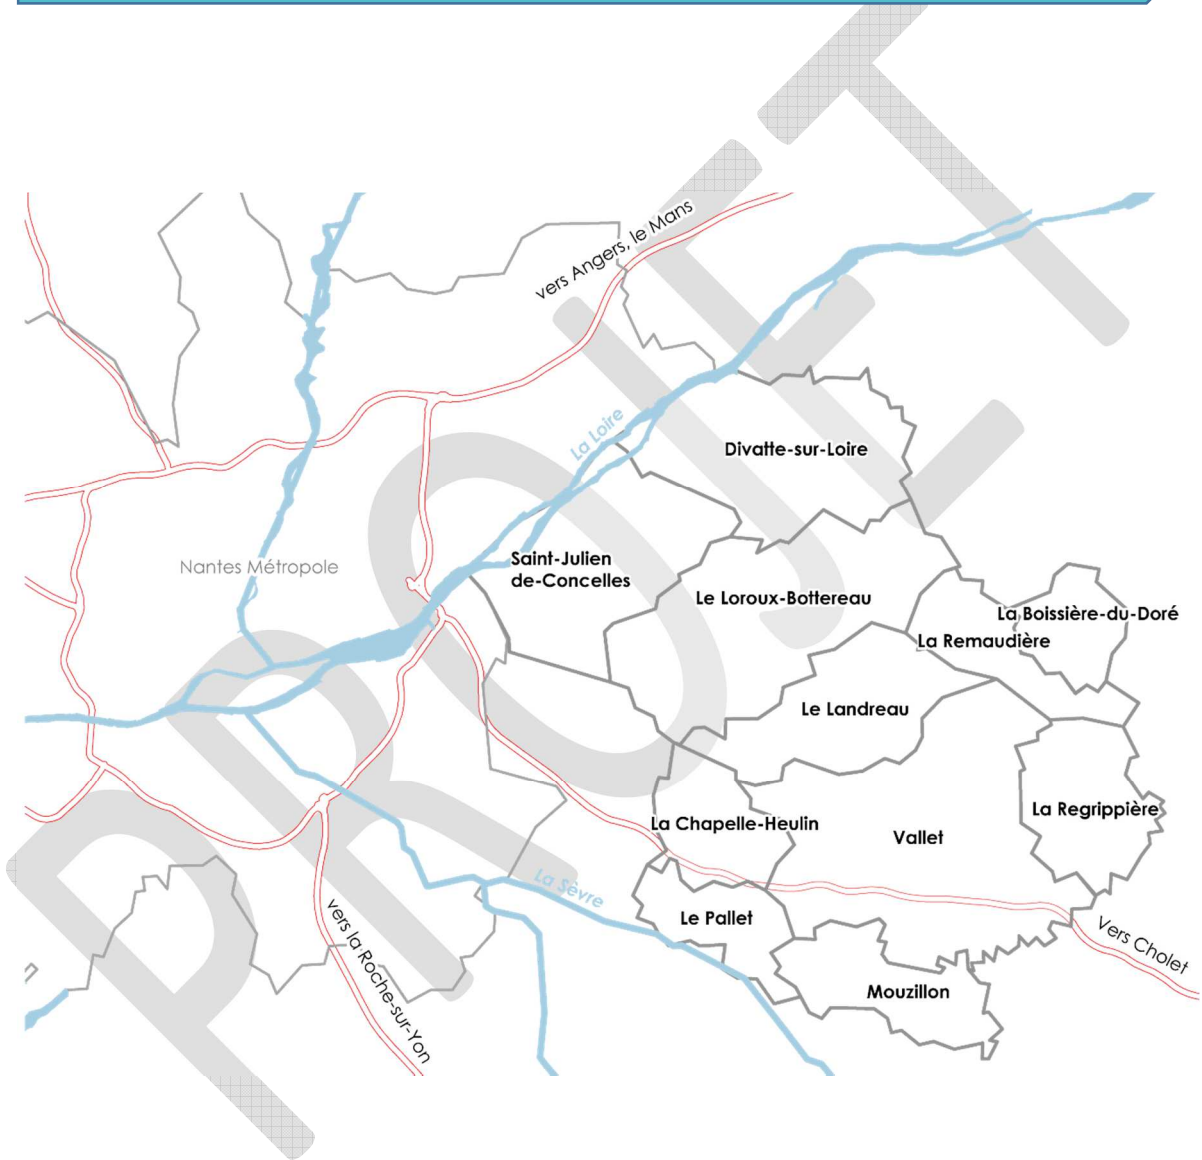 PROJET
vers Angers, le Mans
La Loire
Divatte-sur-Loire
Nantes Métropole
Saint-Julien
de-Concelles
Le Loroux-Bottereau
La Boissière-du-Doré
La Remaudière
Le Landreau
La Regrippière
La Chapelle-Heulin
Vallet
La Sèvre
Le Pallet
vers la Roche-sur-Yon
Vers Cholet
Mouzillon